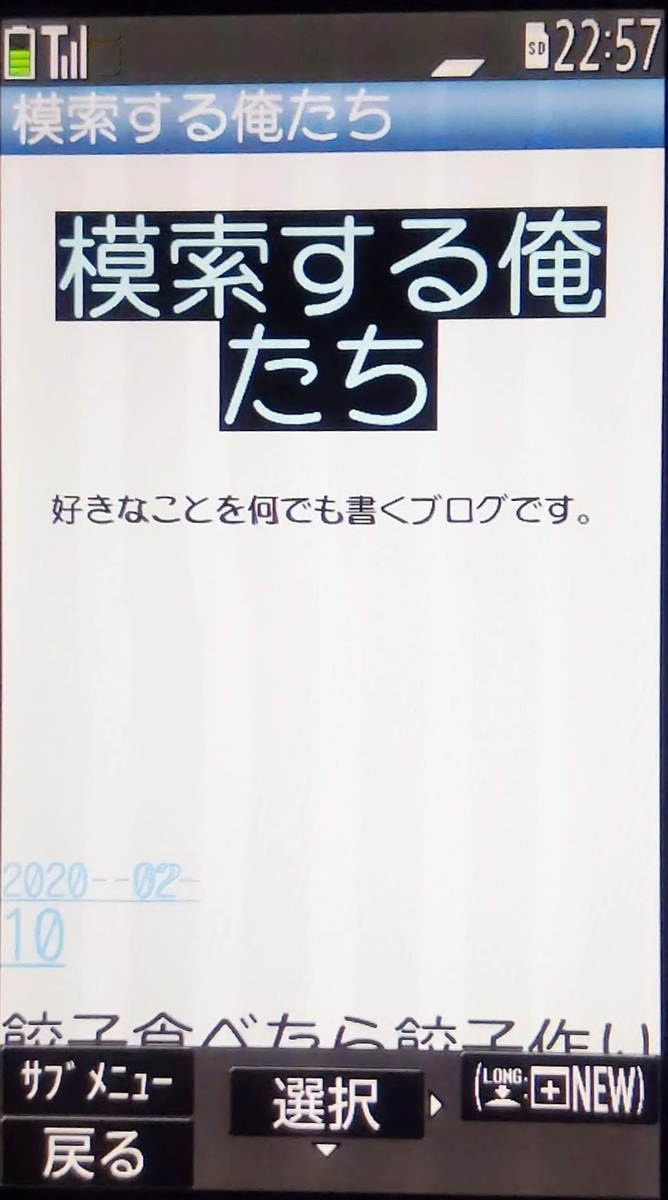 SD 22:57
模索する俺たち
模索する俺
たち
好きなことを何でも書くブログです。
2020--02-
10
餃子食べたら餃子作い
サブメニュー
選択
(LONG: +NEW)
戻る